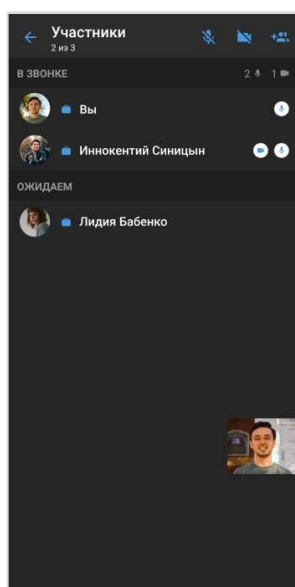 Участники
2 из 3
В ЗВОНКЕ 2 1
Вы
Иннокентий Синицын
ОЖИДАЕМ
Лидия Бабенко